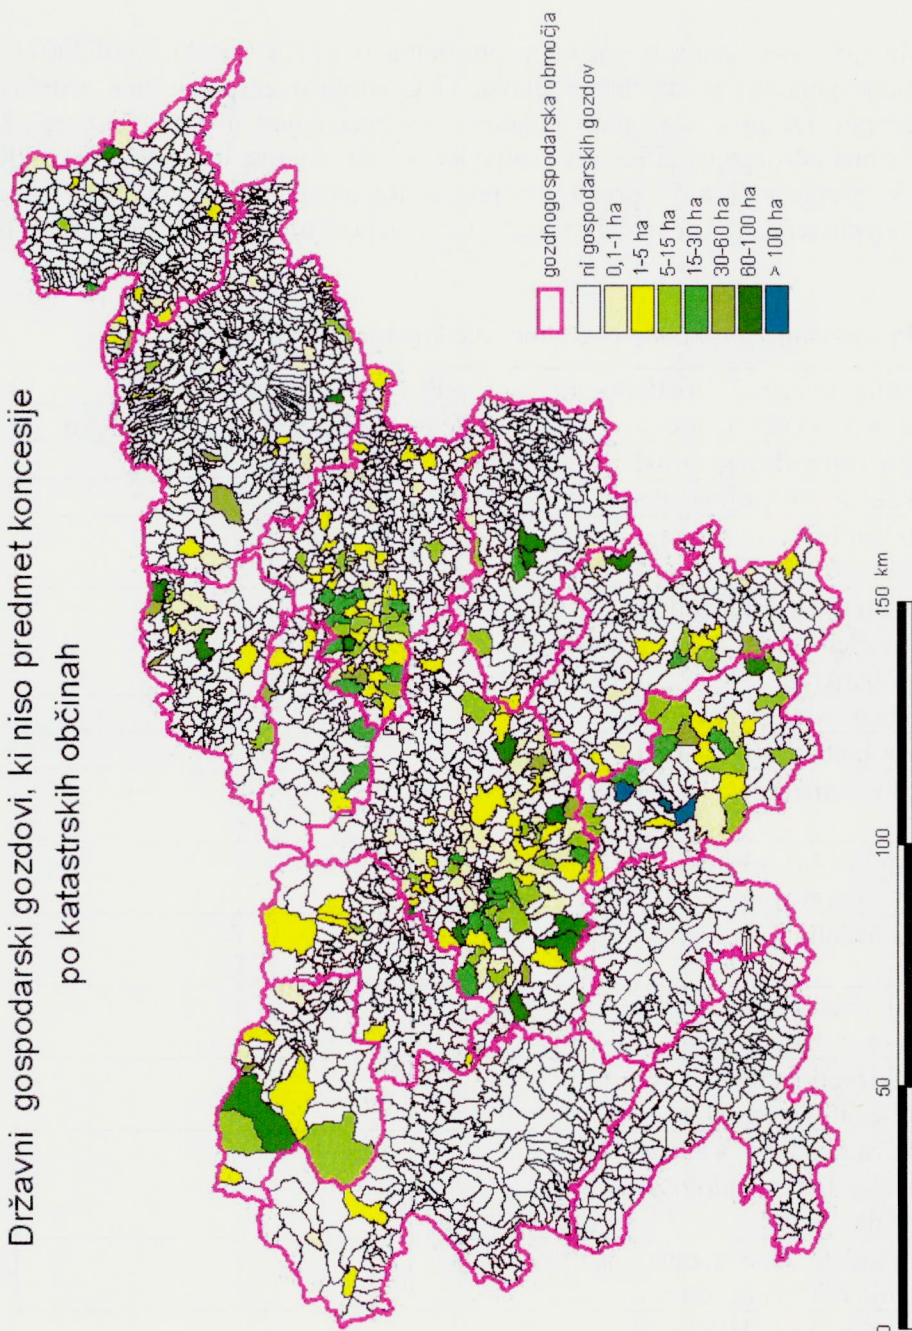 Državni gospodarski gozdovi, ki niso predmet koncesije
po katastrskih občinah
gozdnogospodarska območja
ni gospodarskih gozdov
0,1-1 ha
1-5 ha
5-15 ha
15-30 ha
30-60 ha
60-100 ha
> 100 ha
0 50 100 150 km